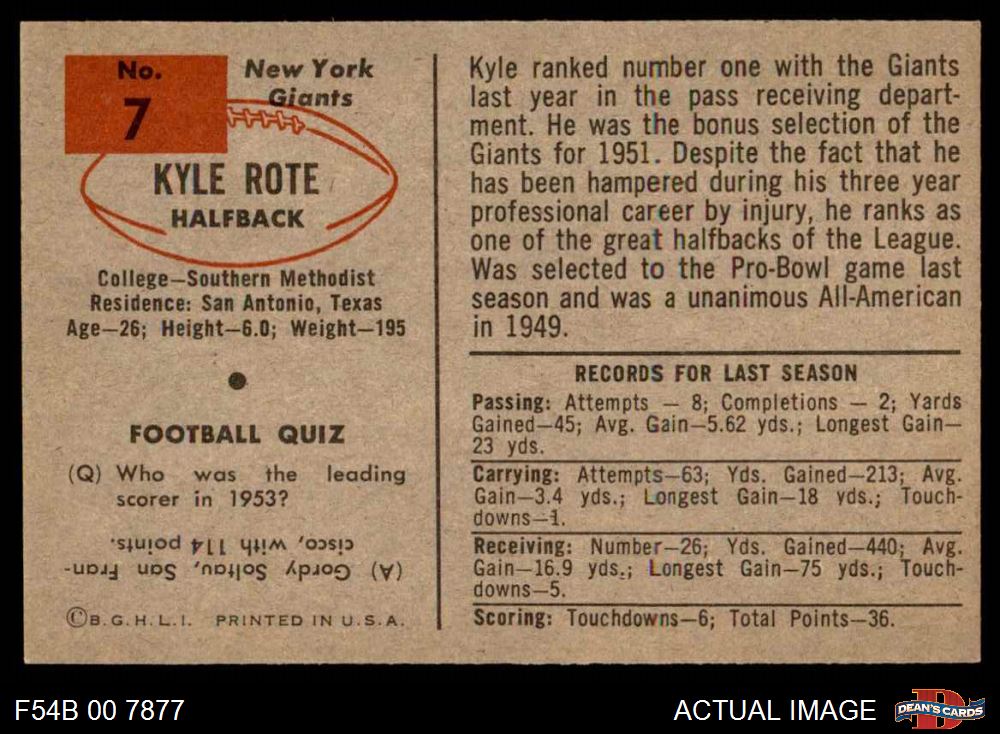 No.
7
New York
Giants
KYLE ROTE
HALFBACK
College—Southern Methodist
Residence: San Antonio, Texas
Age—26; Height—6.0; Weight—195
FOOTBALL QUIZ
(Q) Who was the leading
scorer in 1953?
(A) Gordy Soltau, San Fran-
cisco, with 114 points.
©B.G.H.L.I. PRINTED IN U.S.A.
Kyle ranked number one with the Giants
last year in the pass receiving depart-
ment. He was the bonus selection of the
Giants for 1951. Despite the fact that he
has been hampered during his three year
professional career by injury, he ranks as
one of the great halfbacks of the League.
Was selected to the Pro-Bowl game last
season and was a unanimous All-American
in 1949.
RECORDS FOR LAST SEASON
Passing: Attempts — 8; Completions — 2; Yards
Gained—45; Avg. Gain—5.62 yds.; Longest Gain—
23 yds.
Carrying: Attempts—63; Yds. Gained—213; Avg.
Gain—3.4 yds.; Longest Gain—18 yds.; Touch-
downs—1.
Receiving: Number—26; Yds. Gained—440; Avg.
Gain—16.9 yds.; Longest Gain—75 yds.; Touch-
downs—5.
Scoring: Touchdowns—6; Total Points—36.
F54B 00 7877
ACTUAL IMAGE
D
DEAN'S CARDS